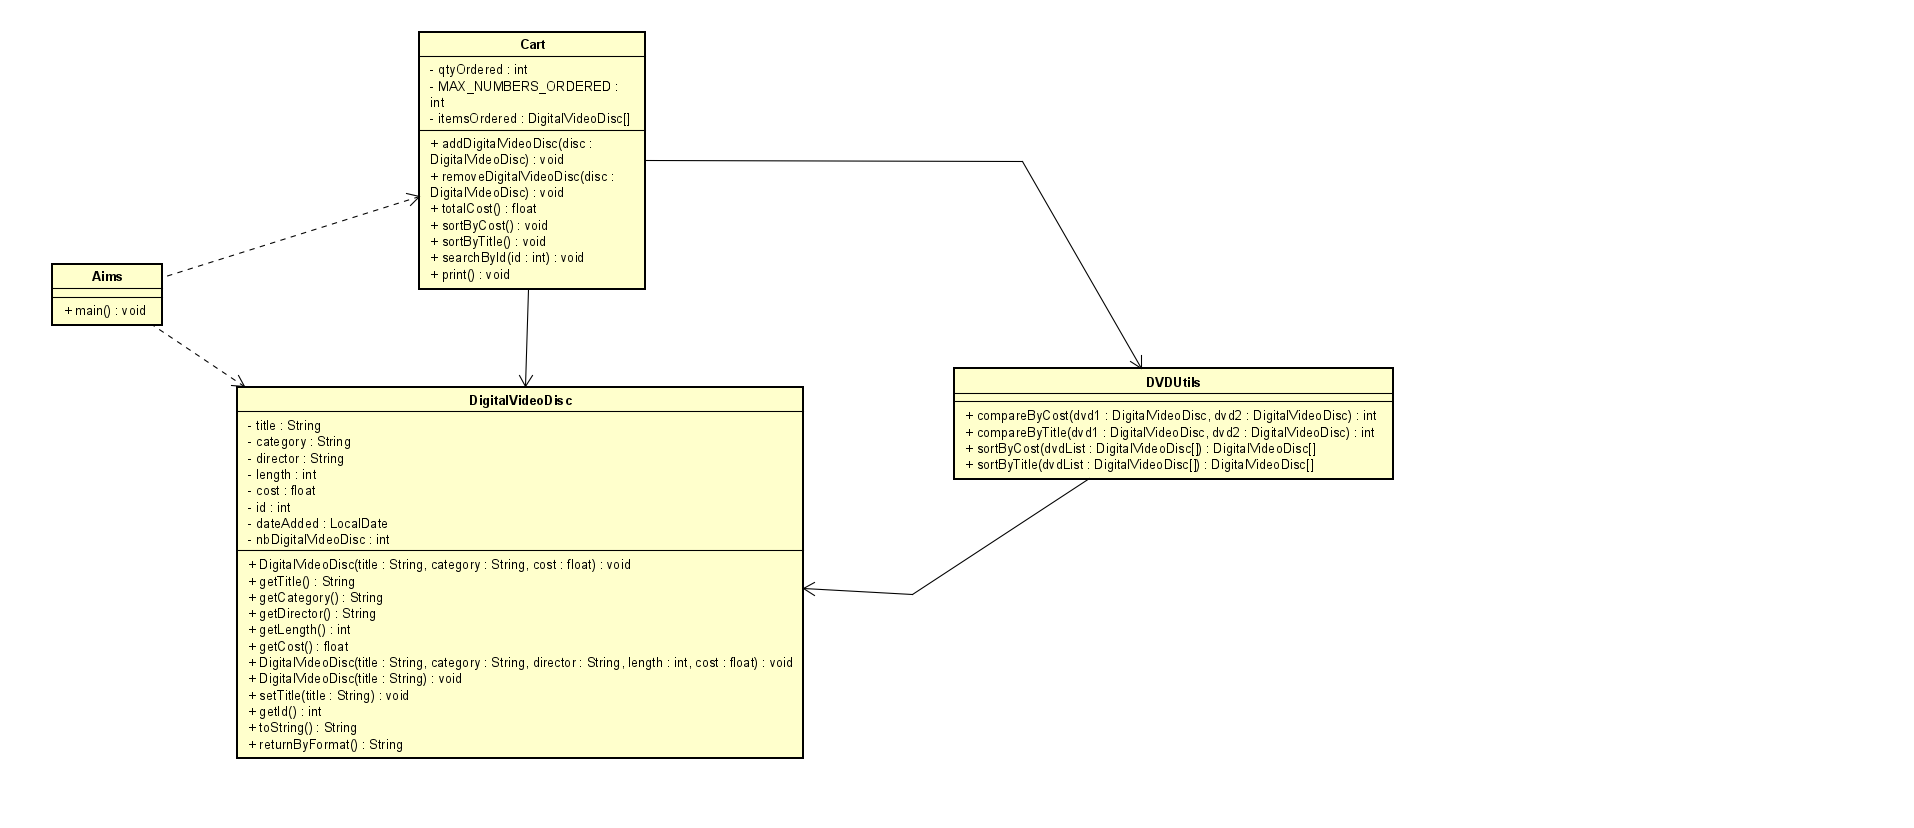 Cart
- qtyOrdered : int
- MAX_NUMBERS_ORDERED :
int
- itemsOrdered : DigitalVideoDisc[]
+ addDigitalVideoDisc(disc :
DigitalVideoDisc) : void
+ removeDigitalVideoDisc(disc :
DigitalVideoDisc) : void
+ totalCost() : float
+ sortByCost() : void
+ sortByTitle() : void
+ searchById(id : int) : void
+ print() : void
Aims
+ main() : void
DigitalVideoDisc
- title : String
- category : String
- director : String
- length : int
- cost : float
- id : int
- dateAdded : LocalDate
- nbDigitalVideoDisc : int
+ DigitalVideoDisc(title : String, category : String, cost : float) : void
+ getTitle() : String
+ getCategory() : String
+ getDirector() : String
+ getLength() : int
+ getCost() : float
+ DigitalVideoDisc(title : String, category : String, director : String, length : int, cost : float) : void
+ DigitalVideoDisc(title : String) : void
+ setTitle(title : String) : void
+ getId() : int
+ toString() : String
+ returnByFormat() : String
DVDUtils
+ compareByCost(dvd1 : DigitalVideoDisc, dvd2 : DigitalVideoDisc) : int
+ compareByTitle(dvd1 : DigitalVideoDisc, dvd2 : DigitalVideoDisc) : int
+ sortByCost(dvdList : DigitalVideoDisc[]) : DigitalVideoDisc[]
+ sortByTitle(dvdList : DigitalVideoDisc[]) : DigitalVideoDisc[]